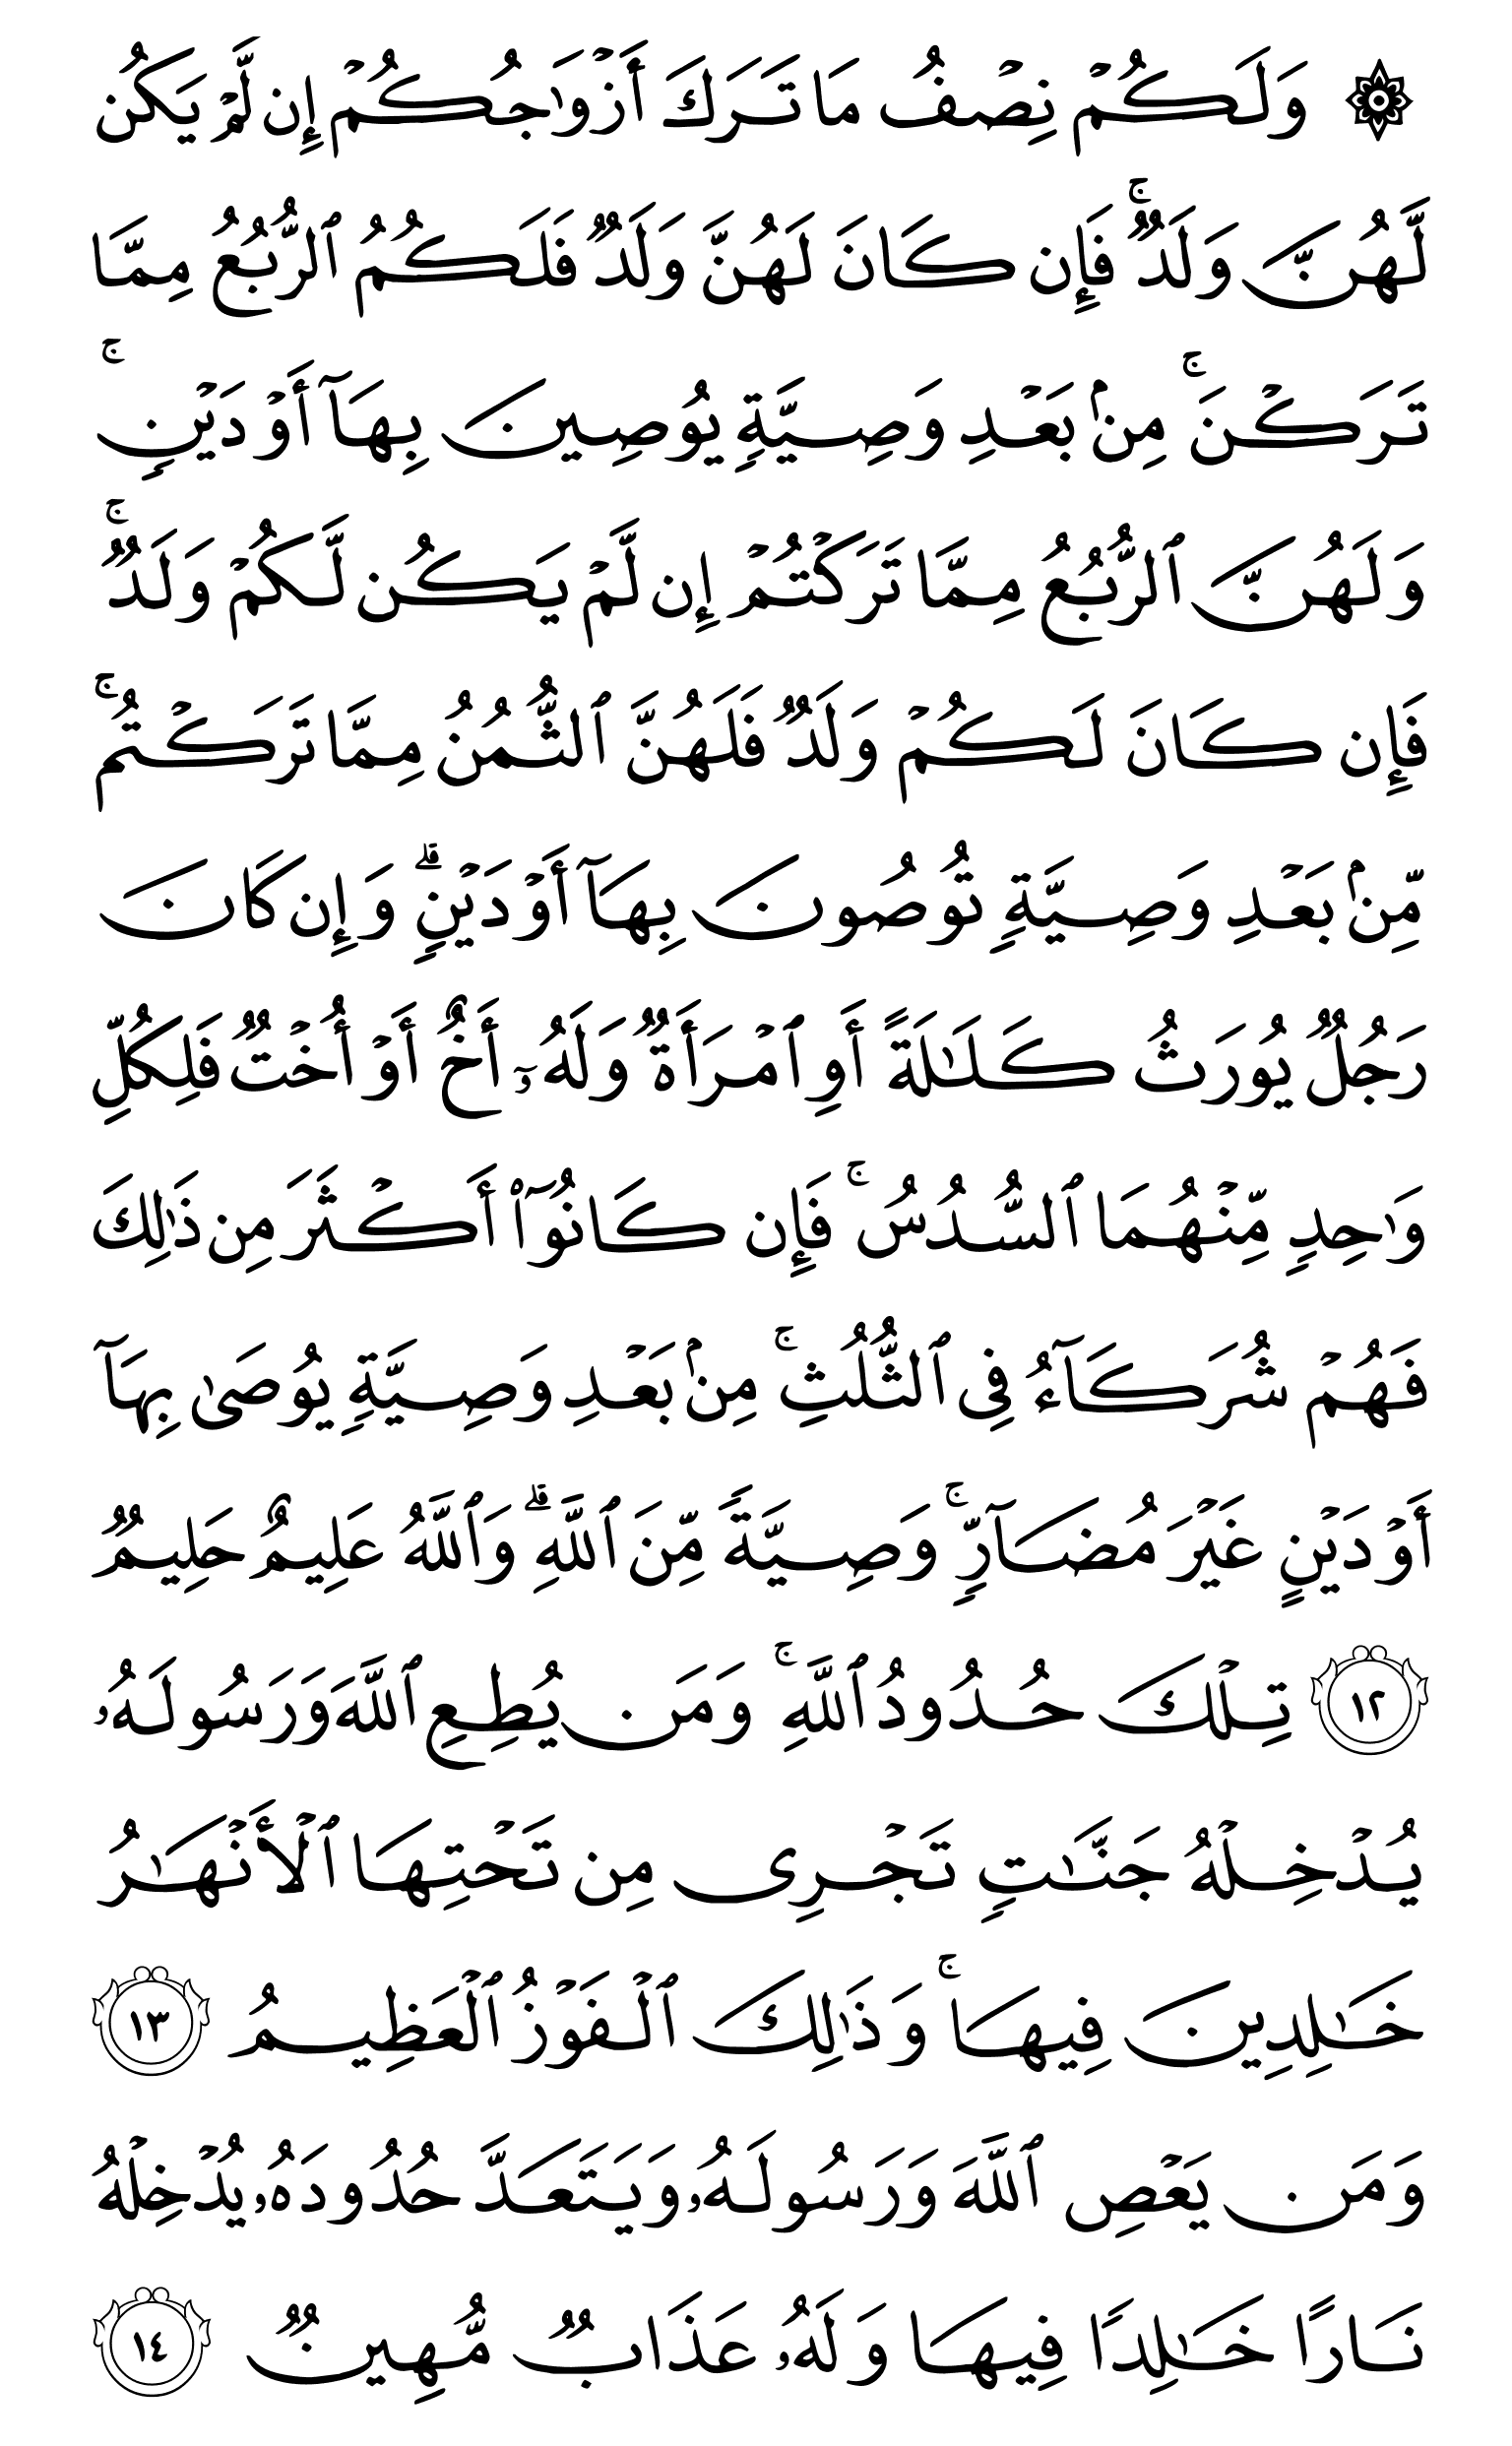 ۞ وَلَكُمۡ نِصۡفُ مَا تَرَكَ أَزۡوَٰجُكُمۡ إِن لَّمۡ يَكُن
لَّهُنَّ وَلَدٞۚ فَإِن كَانَ لَهُنَّ وَلَدٞ فَلَكُمُ ٱلرُّبُعُ مِمَّا
تَرَكۡنَۚ مِنۢ بَعۡدِ وَصِيَّةٖ يُوصِينَ بِهَآ أَوۡ دَيۡنٖۚ
وَلَهُنَّ ٱلرُّبُعُ مِمَّا تَرَكۡتُمۡ إِن لَّمۡ يَكُن لَّكُمۡ وَلَدٞۚ
فَإِن كَانَ لَكُمۡ وَلَدٞ فَلَهُنَّ ٱلثُّمُنُ مِمَّا تَرَكۡتُمۚ
مِّنۢ بَعۡدِ وَصِيَّةٖ تُوصُونَ بِهَآ أَوۡ دَيۡنٖۗ وَإِن كَانَ
رَجُلٞ يُورَثُ كَلَٰلَةً أَوِ ٱمۡرَأَةٞ وَلَهُۥٓ أَخٌ أَوۡ أُخۡتٞ فَلِكُلِّ
وَٰحِدٖ مِّنۡهُمَا ٱلسُّدُسُۚ فَإِن كَانُوٓاْ أَكۡثَرَ مِن ذَٰلِكَ
فَهُمۡ شُرَكَآءُ فِي ٱلثُّلُثِۚ مِنۢ بَعۡدِ وَصِيَّةٖ يُوصَىٰ بِهَآ
أَوۡ دَيۡنٍ غَيۡرَ مُضَآرّٖۚ وَصِيَّةٗ مِّنَ ٱللَّهِۗ وَٱللَّهُ عَلِيمٌ حَلِيمٞ
١٢ تِلۡكَ حُدُودُ ٱللَّهِۚ وَمَن يُطِعِ ٱللَّهَ وَرَسُولَهُۥ
يُدۡخِلۡهُ جَنَّٰتٖ تَجۡرِي مِن تَحۡتِهَا ٱلۡأَنۡهَٰرُ
خَٰلِدِينَ فِيهَاۚ وَذَٰلِكَ ٱلۡفَوۡزُ ٱلۡعَظِيمُ ١٣
وَمَن يَعۡصِ ٱللَّهَ وَرَسُولَهُۥ وَيَتَعَدَّ حُدُودَهُۥ يُدۡخِلۡهُ
نَارًا خَٰلِدٗا فِيهَا وَلَهُۥ عَذَابٞ مُّهِينٞ ١٤